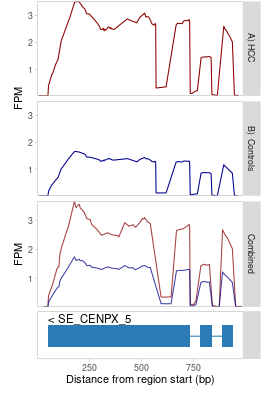 3
2
1
A) HCC
3
2
1
B) Controls
3
2
1
Combined
FPM
FPM
< SE_CENPX_5
250 500 750
Distance from region start (bp)